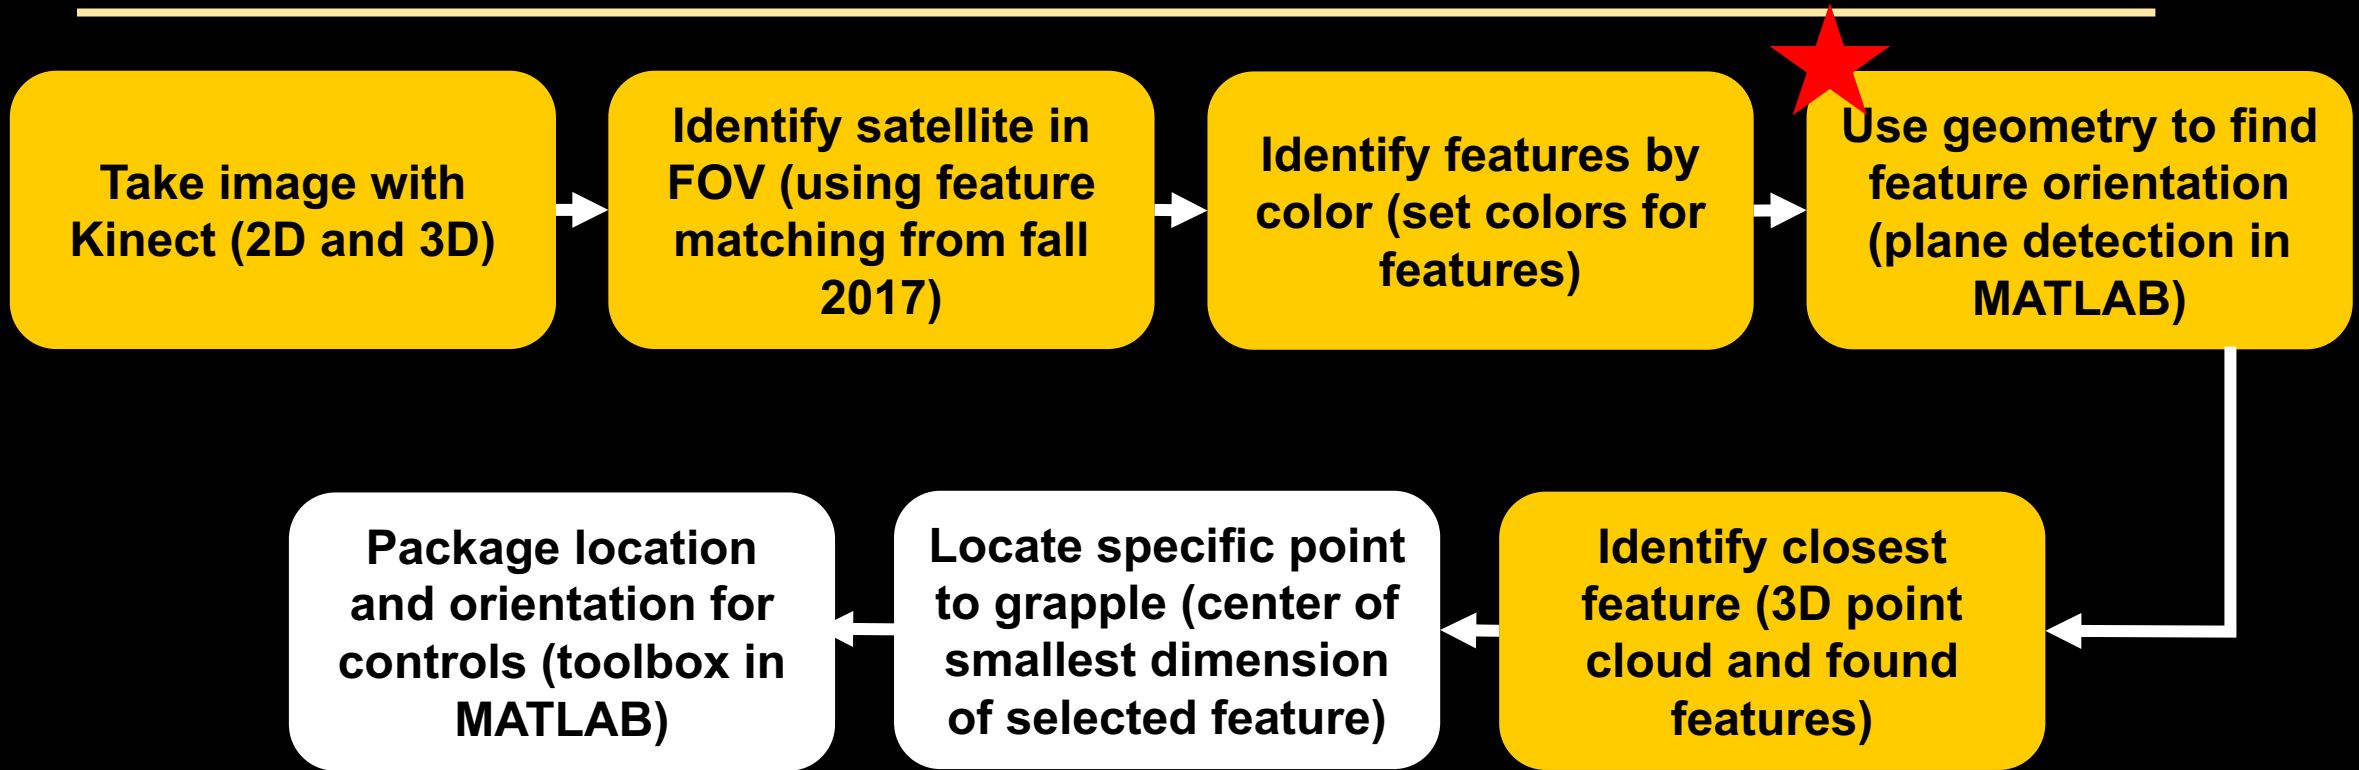 Take image with
Kinect (2D and 3D)
Identify satellite in
FOV (using feature
matching from fall
2017)
Identify features by
color (set colors for
features)
Use geometry to find
feature orientation
(plane detection in
MATLAB)
Identify closest
feature (3D point
cloud and found
features)
Locate specific point
to grapple (center of
smallest dimension
of selected feature)
Package location
and orientation for
controls (toolbox in
MATLAB)